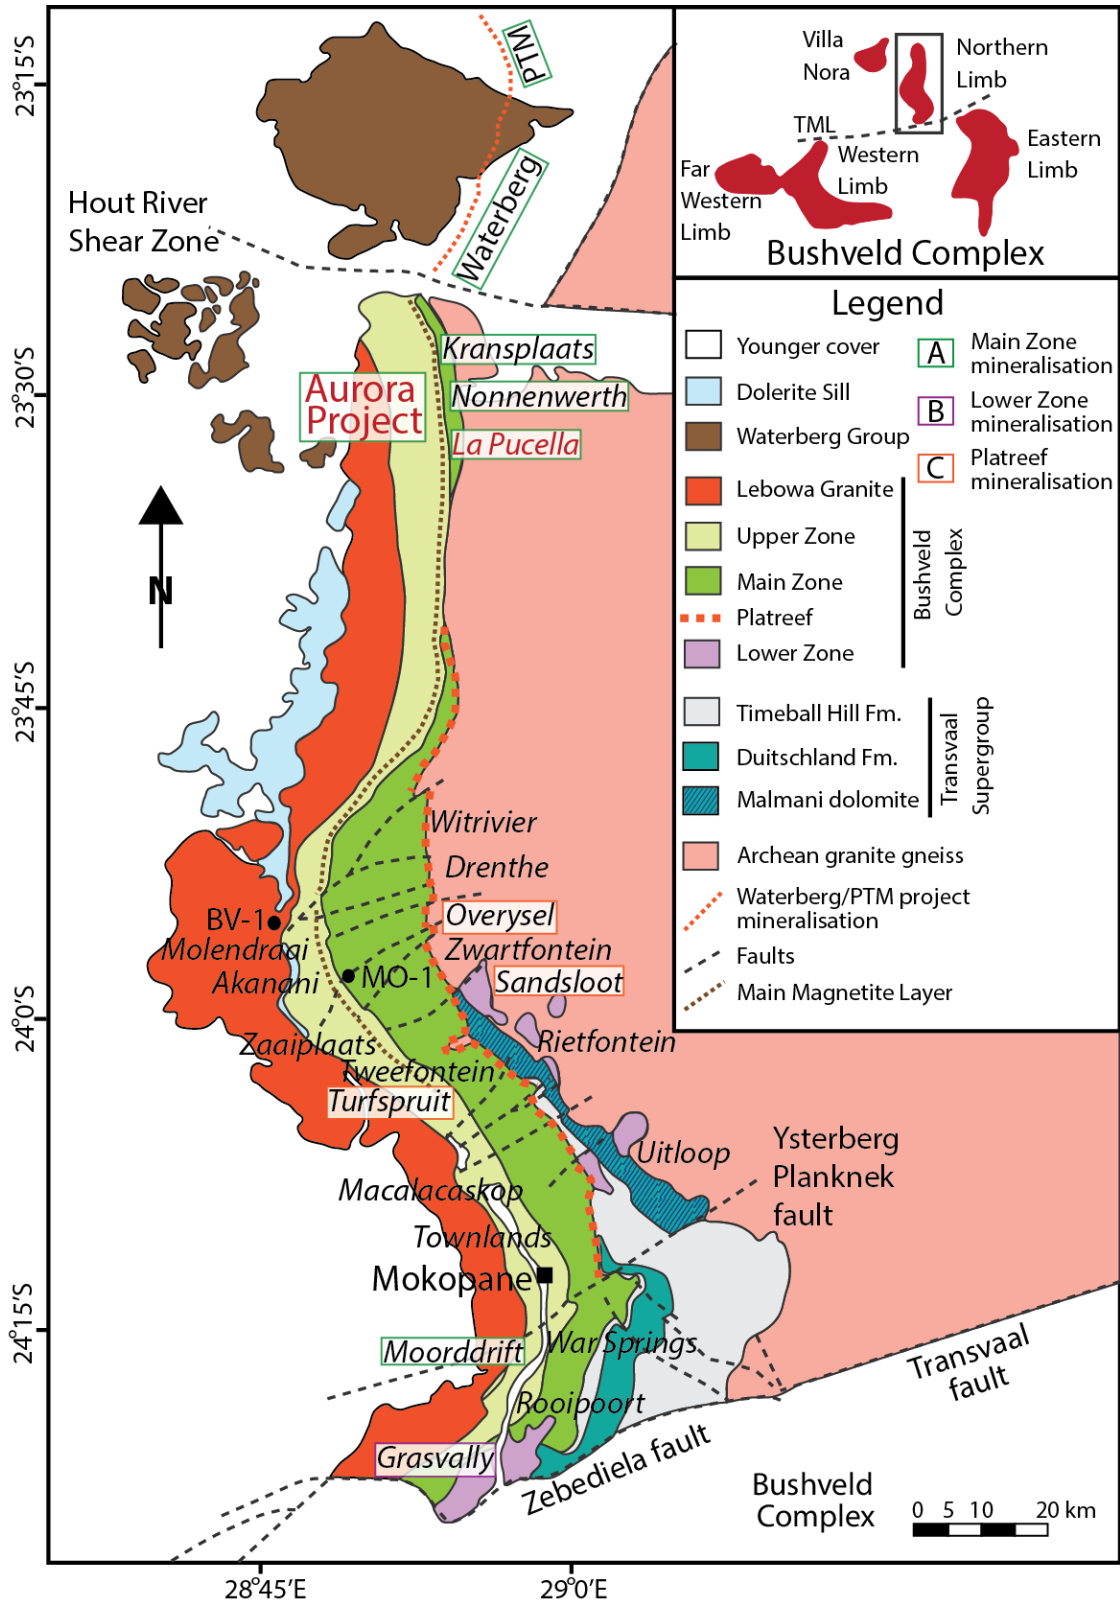 23°15'S
23°30'S
23°45'S
24°0'S
24°15'S
28°45'E
29°0'E
PTM
Waterberg
Hout River
Shear Zone
Kransplaats
Nonnenwerth
La Pucella
Aurora
Project
N
Witrivier
Drenthe
Overysel
Zwartfontein
Sandsloot
BV-1
Molendraai
Akanani
MO-1
Zaaiplaats
Rietfontein
Tweefontein
Turfspruit
Uitloop
Macalacaskop
Townlands
Mokopane
Ysterberg
Planknek
fault
Moorddrift
War Springs
Rooipoort
Grasvally
Zebediela fault
Transvaal
fault
Bushveld
Complex
0 5 10 20 km
Villa
Nora
Northern
Limb
TML
Western
Limb
Eastern
Limb
Far
Western
Limb
Bushveld Complex
Legend
Younger cover
Dolerite Sill
Waterberg Group
Lebowa Granite
Upper Zone
Main Zone
Platreef
Lower Zone
Bushveld
Complex
Timeball Hill Fm.
Duitschland Fm.
Malmani dolomite
Transvaal
Supergroup
Archean granite gneiss
Waterberg/PTM project
mineralisation
Faults
Main Magnetite Layer
A Main Zone
mineralisation
B Lower Zone
mineralisation
C Platreef
mineralisation